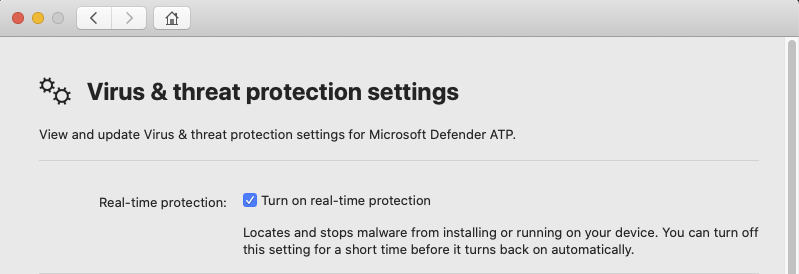 Virus & threat protection settings
View and update Virus & threat protection settings for Microsoft Defender ATP.
Real-time protection: Turn on real-time protection
Locates and stops malware from installing or running on your device. You can turn off
this setting for a short time before it turns back on automatically.